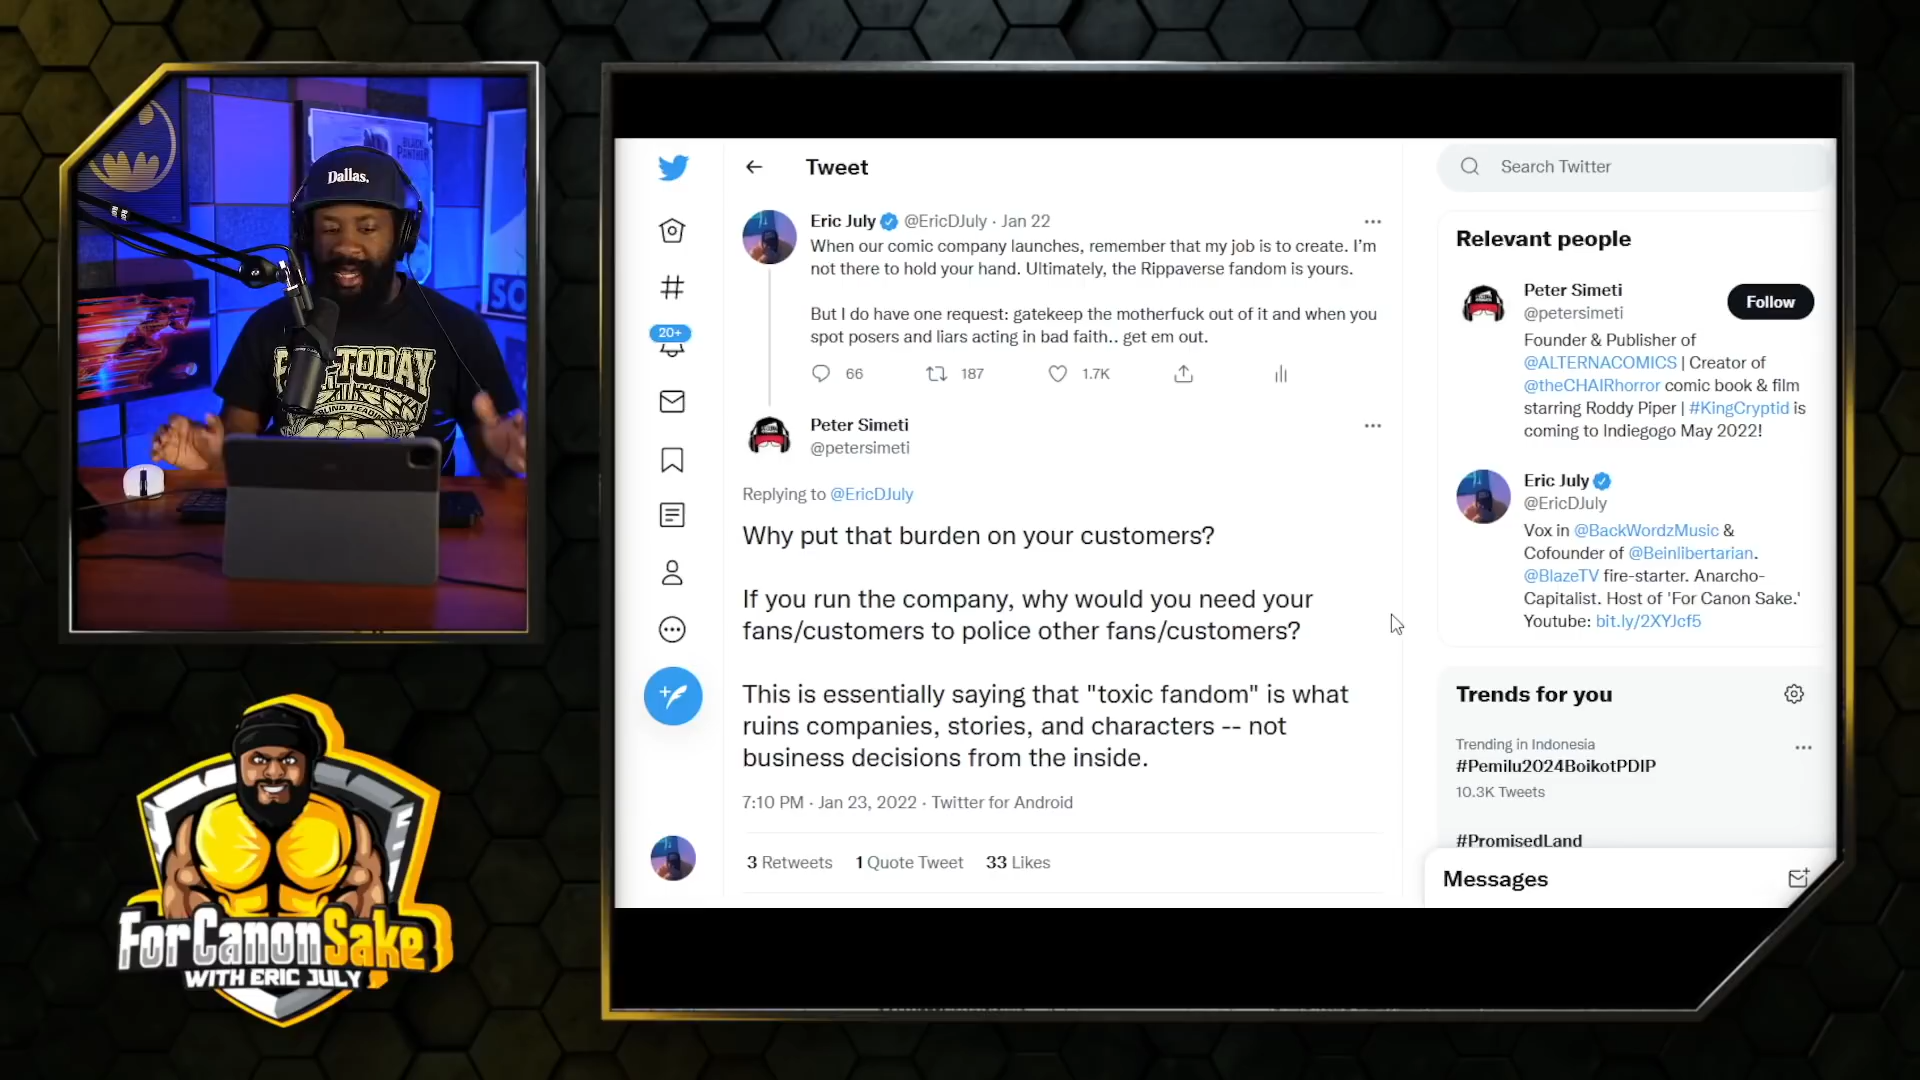 Dallas.
BLACK
PANTHER
SO
TODAY
BLIND. LEADING
ForCanonSake
WITH ERIC JULY
Tweet
Eric July @EricDJuly · Jan 22
When our comic company launches, remember that my job is to create. I'm
not there to hold your hand. Ultimately, the Rippaverse fandom is yours.
But I do have one request: gatekeep the motherfuck out of it and when you
spot posers and liars acting in bad faith.. get em out.
66 187 1.7K
20+
Peter Simeti
@petersimeti
Replying to @EricDJuly
Why put that burden on your customers?
If you run the company, why would you need your
fans/customers to police other fans/customers?
This is essentially saying that "toxic fandom" is what
ruins companies, stories, and characters -- not
business decisions from the inside.
7:10 PM · Jan 23, 2022 · Twitter for Android
3 Retweets 1 Quote Tweet 33 Likes
Search Twitter
Relevant people
Peter Simeti
@petersimeti
Follow
Founder & Publisher of
@ALTERNACOMICS | Creator of
@theCHAIRhorror comic book & film
starring Roddy Piper | #KingCryptid is
coming to Indiegogo May 2022!
Eric July
@EricDJuly
Vox in @BackWordzMusic &
Cofounder of @Beinlibertarian.
@BlazeTV fire-starter. Anarcho-
Capitalist. Host of 'For Canon Sake.'
Youtube: bit.ly/2XYJcf5
Trends for you
Trending in Indonesia
#Pemilu2024BoikotPDIP
10.3K Tweets
#PromisedLand
Messages